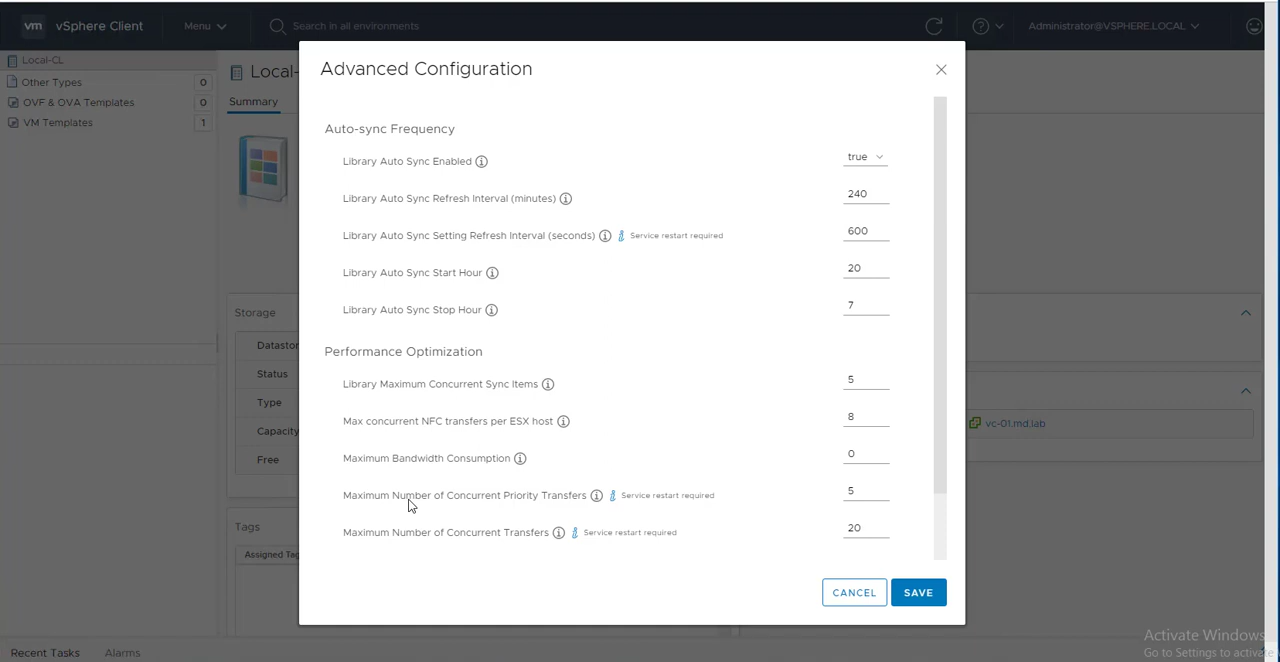 vm vSphere Client Menu Search in all environments Administrator@VSPHERE.LOCAL
Local-CL
Other Types 0
OVF & OVA Templates 0
VM Templates 1
Local-
Summary
Storage
Datastor
Status
Type
Capacity
Free
Tags
Assigned Tag
vc-01.md.lab
Advanced Configuration
Auto-sync Frequency
Library Auto Sync Enabled true
Library Auto Sync Refresh Interval (minutes) 240
Library Auto Sync Setting Refresh Interval (seconds) Service restart required 600
Library Auto Sync Start Hour 20
Library Auto Sync Stop Hour 7
Performance Optimization
Library Maximum Concurrent Sync Items 5
Max concurrent NFC transfers per ESX host 8
Maximum Bandwidth Consumption 0
Maximum Number of Concurrent Priority Transfers Service restart required 5
Maximum Number of Concurrent Transfers Service restart required 20
CANCEL SAVE
Activate Windows
Go to Settings to activate
Recent Tasks Alarms